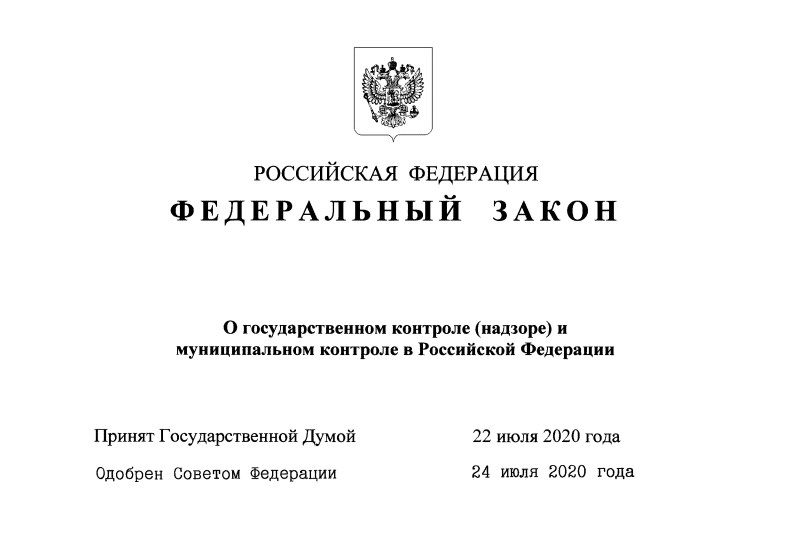 РОССИЙСКАЯ ФЕДЕРАЦИЯ
ФЕДЕРАЛЬНЫЙ ЗАКОН
О государственном контроле (надзоре) и
муниципальном контроле в Российской Федерации
Принят Государственной Думой 22 июля 2020 года
Одобрен Советом Федерации 24 июля 2020 года